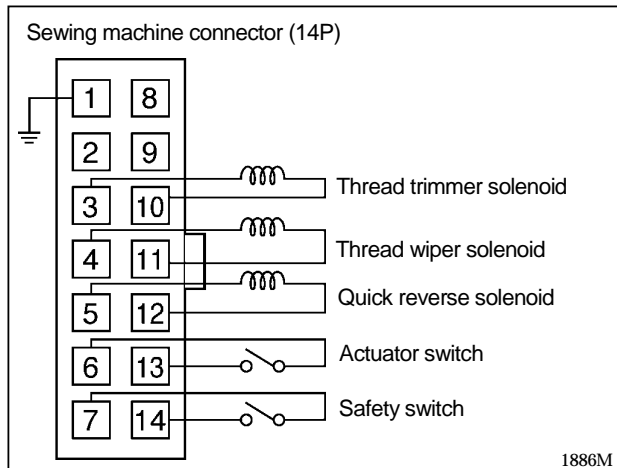 Sewing machine connector (14P)
1 8
2 9
3 10
Thread trimmer solenoid
4 11
Thread wiper solenoid
5 12
Quick reverse solenoid
6 13
Actuator switch
7 14
Safety switch
1886M